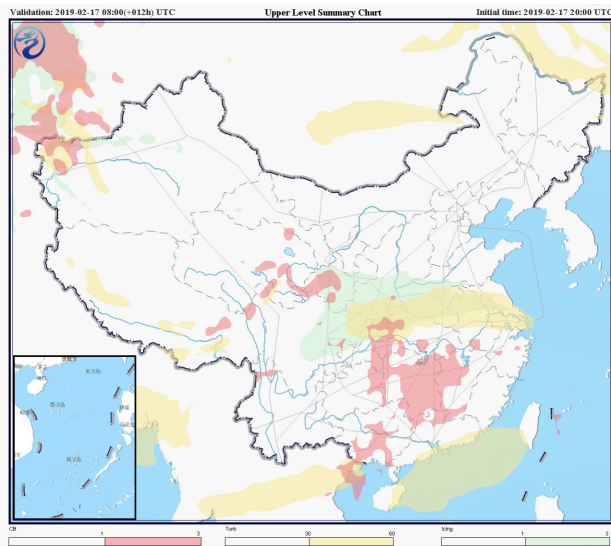 Validation: 2019-02-17 08:00(+012h) UTC Upper Level Summary Chart Initial time: 2019-02-17 20:00 UTC
CB Turb Icing
1 3 30 60 1 3